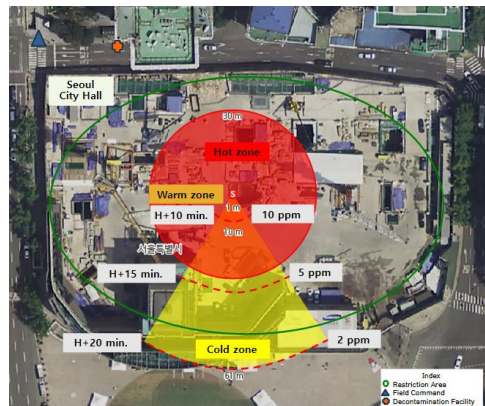 Seoul
City Hall
30 m
Hot zone
Warm zone
S
1 m
H+10 min.
10 ppm
10 m
서울특별시
H+15 min.
5 ppm
H+20 min.
2 ppm
Cold zone
61 m
Index
Restriction Area
Field Command
Decontamination Facility